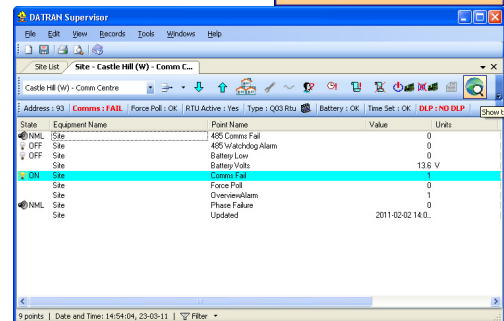 DATRAN Supervisor
File Edit View Records Tools Windows Help
Site List Site - Castle Hill (W) - Comm C...
Castle Hill (W) - Comm Centre
Address : 93 Comms : FAIL Force Poll : OK RTU Active : Yes Type : Q03 Rtu Battery : OK Time Set : OK DLP : NO DLP Show t
State Equipment Name Point Name Value Units
NML Site 485 Comms Fail 0
OFF Site 485 Watchdog Alarm 0
OFF Site Battery Low 0
Site Battery Volts 13.6 V
ON Site Comms Fail 1
Site Force Poll 0
Site OverviewAlarm 1
NML Site Phase Failure 0
Site Updated 2011-02-02 14:0...
9 points Date and Time: 14:54:04, 23-03-11 Filter